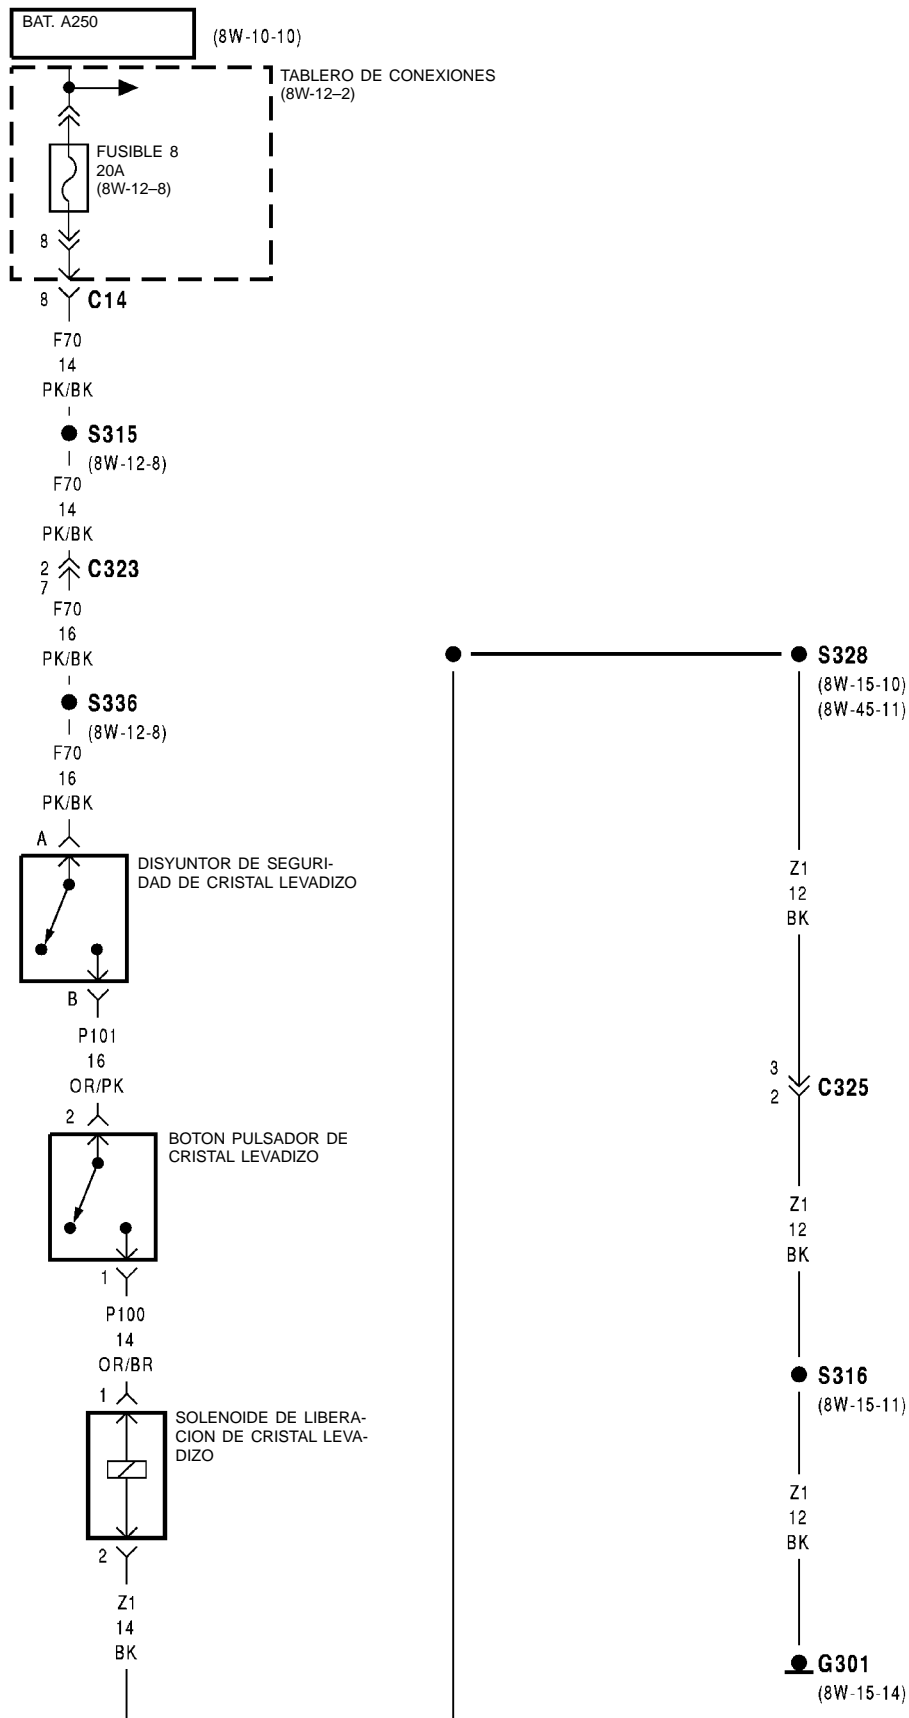 BAT. A250
(8W-10-10)
TABLERO DE CONEXIONES
(8W-12–2)
FUSIBLE 8
20A
(8W-12–8)
8
8
C14
F70
14
PK/BK
S315
(8W-12-8)
F70
14
PK/BK
2
C323
7
F70
16
PK/BK
S336
(8W-12-8)
F70
16
PK/BK
A
DISYUNTOR DE SEGURI-
DAD DE CRISTAL LEVADIZO
B
P101
16
OR/PK
2
BOTON PULSADOR DE
CRISTAL LEVADIZO
1
P100
14
OR/BR
1
SOLENOIDE DE LIBERA-
CION DE CRISTAL LEVA-
DIZO
2
Z1
14
BK
S328
(8W-15-10)
(8W-45-11)
Z1
12
BK
3
C325
2
Z1
12
BK
S316
(8W-15-11)
Z1
12
BK
G301
(8W-15-14)